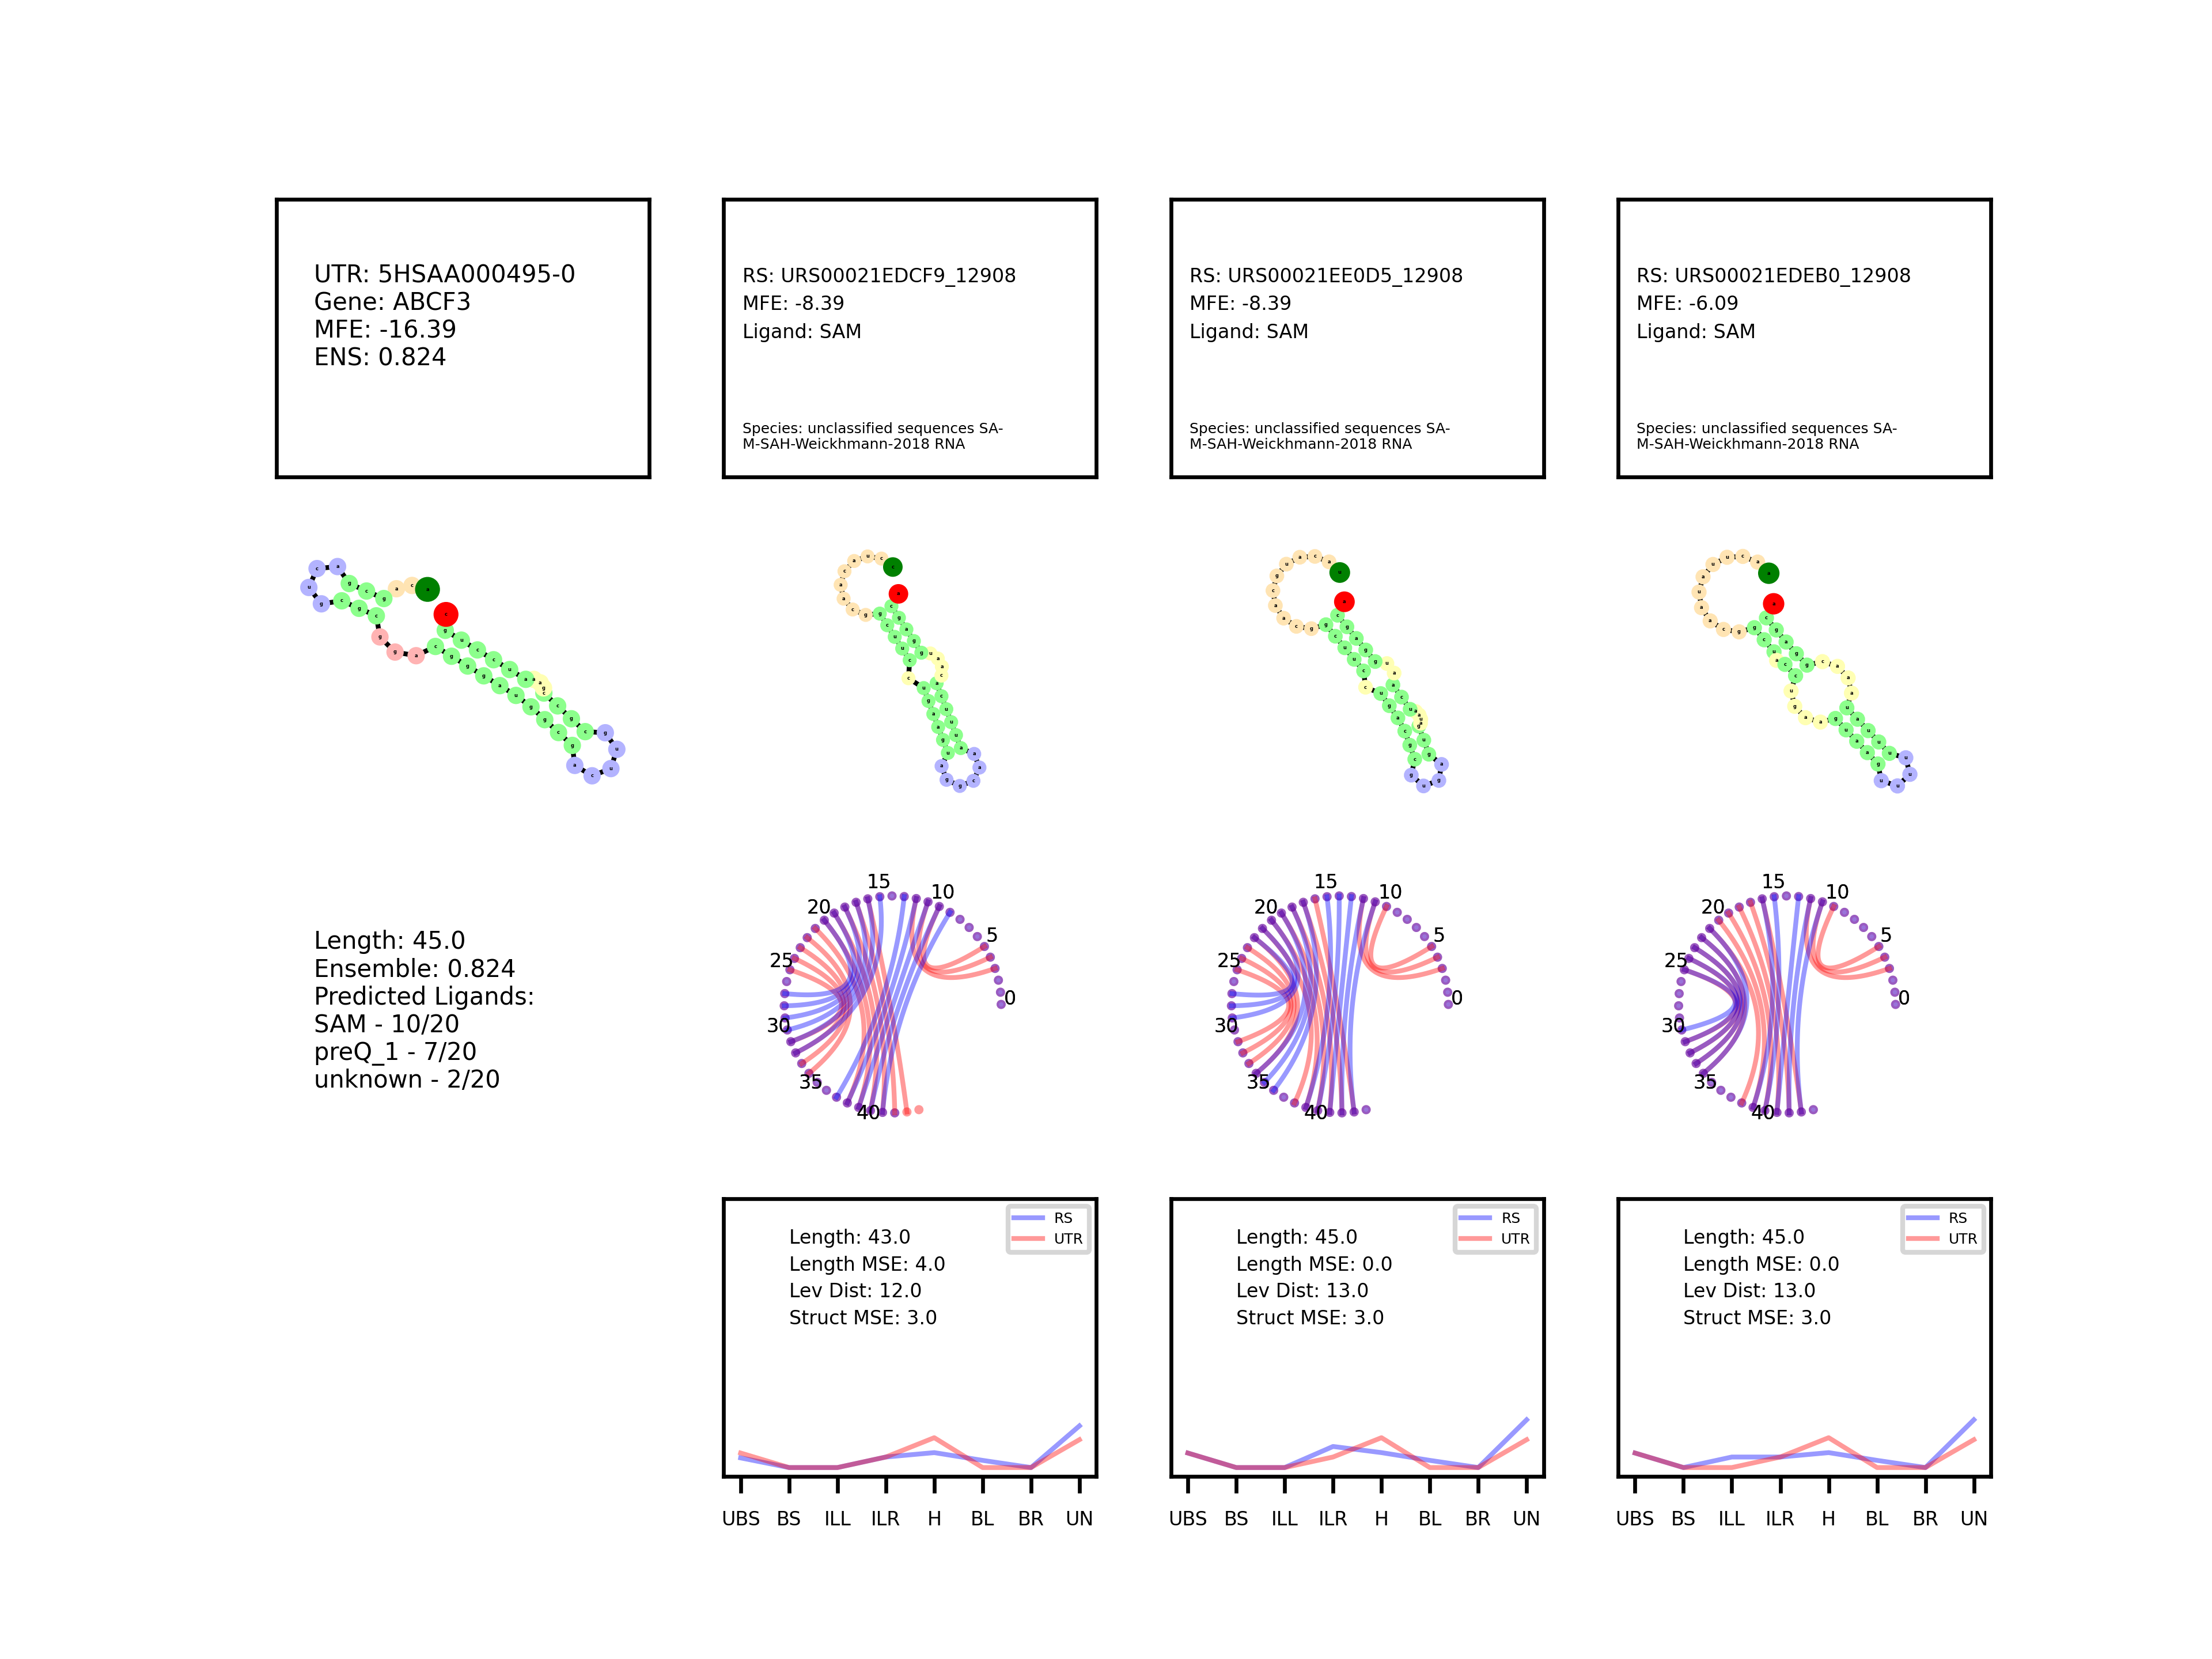 UTR: 5HSAA000495-0
Gene: ABCF3
MFE: -16.39
ENS: 0.824
RS: URS00021EDCF9_12908
MFE: -8.39
Ligand: SAM
Species: unclassified sequences SA-
M-SAH-Weickhmann-2018 RNA
RS: URS00021EE0D5_12908
MFE: -8.39
Ligand: SAM
Species: unclassified sequences SA-
M-SAH-Weickhmann-2018 RNA
RS: URS00021EDEB0_12908
MFE: -6.09
Ligand: SAM
Species: unclassified sequences SA-
M-SAH-Weickhmann-2018 RNA
Length: 45.0
Ensemble: 0.824
Predicted Ligands:
SAM - 10/20
preQ_1 - 7/20
unknown - 2/20
0
5
10
15
20
25
30
35
40
0
5
10
15
20
25
30
35
40
0
5
10
15
20
25
30
35
40
RS
UTR
Length: 43.0
Length MSE: 4.0
Lev Dist: 12.0
Struct MSE: 3.0
UBS BS ILL ILR H BL BR UN
RS
UTR
Length: 45.0
Length MSE: 0.0
Lev Dist: 13.0
Struct MSE: 3.0
UBS BS ILL ILR H BL BR UN
RS
UTR
Length: 45.0
Length MSE: 0.0
Lev Dist: 13.0
Struct MSE: 3.0
UBS BS ILL ILR H BL BR UN